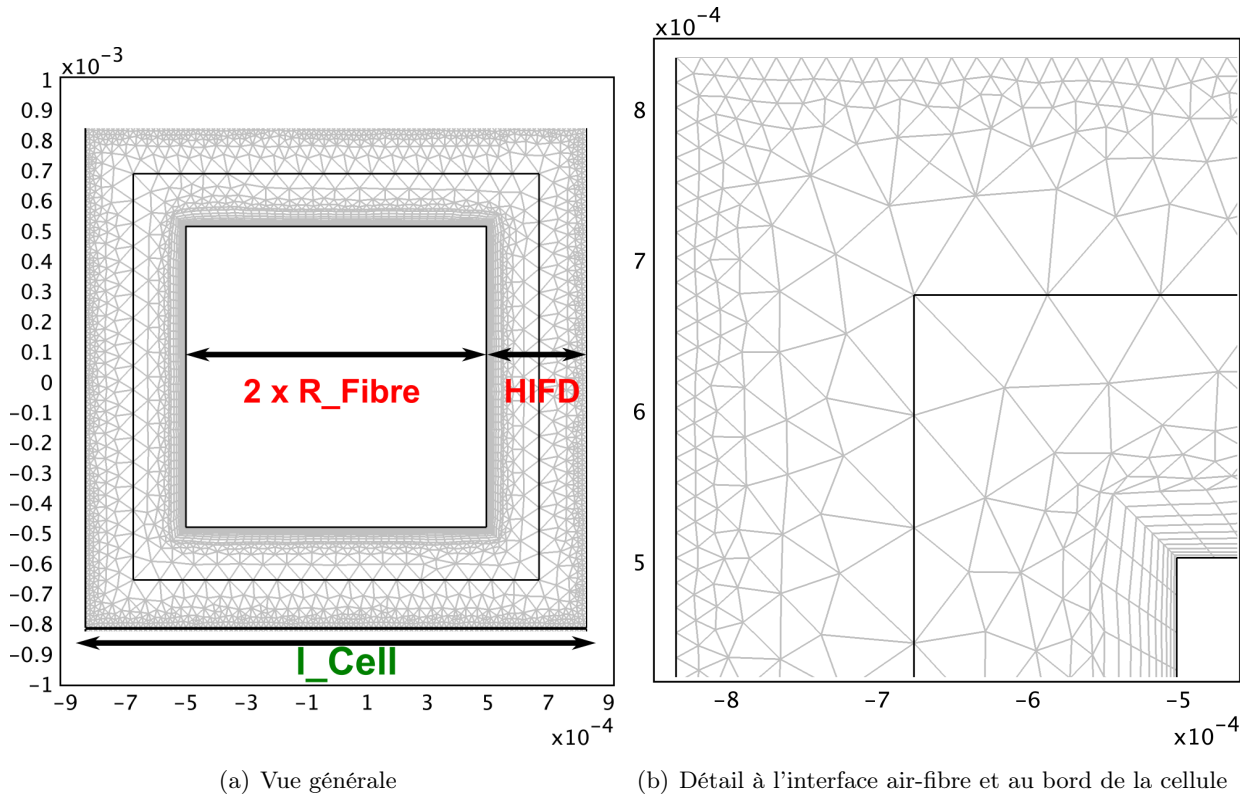 x10⁻³
1
0.9
0.8
0.7
0.6
0.5
0.4
0.3
0.2
0.1
0
−0.1
−0.2
−0.3
−0.4
−0.5
−0.6
−0.7
−0.8
−0.9
−1
2 x R_Fibre
HIFD
l_Cell
−9 −7 −5 −3 −1 1 3 5 7 9
x10⁻⁴
(a) Vue générale
x10⁻⁴
8
7
6
5
−8 −7 −6 −5
x10⁻⁴
(b) Détail à l'interface air-fibre et au bord de la cellule